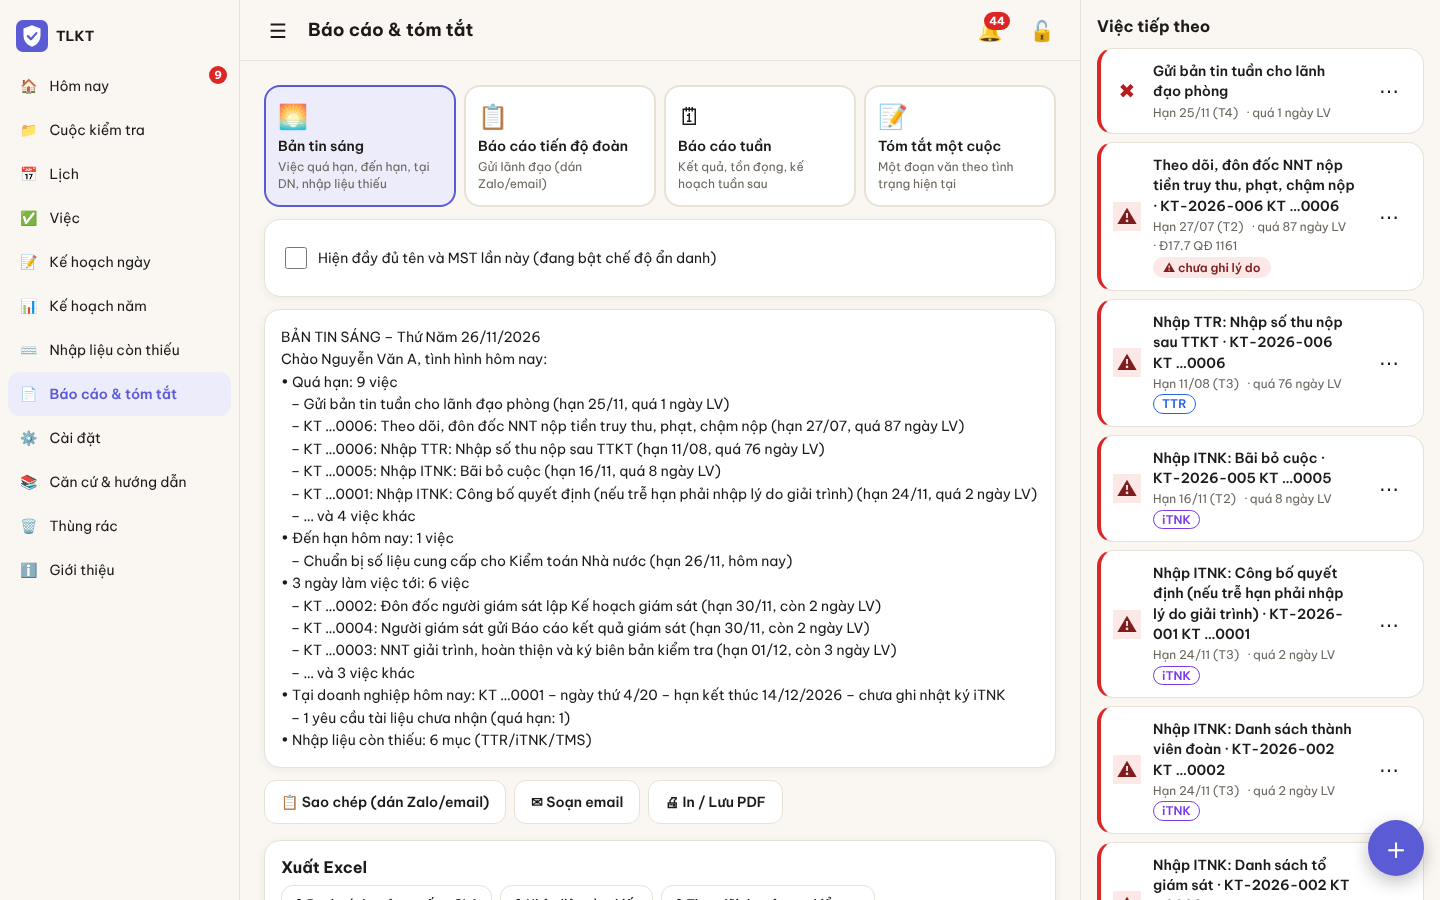 TLKT
Hôm nay
9
Cuộc kiểm tra
Lịch
Việc
Kế hoạch ngày
Kế hoạch năm
Nhập liệu còn thiếu
Báo cáo & tóm tắt
Cài đặt
Căn cứ & hướng dẫn
Thùng rác
Giới thiệu
Báo cáo & tóm tắt
44
Bản tin sáng
Việc quá hạn, đến hạn, tại
DN, nhập liệu thiếu
Báo cáo tiến độ đoàn
Gửi lãnh đạo (dán
Zalo/email)
Báo cáo tuần
Kết quả, tồn đọng, kế
hoạch tuần sau
Tóm tắt một cuộc
Một đoạn văn theo tình
trạng hiện tại
Hiện đầy đủ tên và MST lần này (đang bật chế độ ẩn danh)
BẢN TIN SÁNG – Thứ Năm 26/11/2026
Chào Nguyễn Văn A, tình hình hôm nay:
• Quá hạn: 9 việc
– Gửi bản tin tuần cho lãnh đạo phòng (hạn 25/11, quá 1 ngày LV)
– KT …0006: Theo dõi, đôn đốc NNT nộp tiền truy thu, phạt, chậm nộp (hạn 27/07, quá 87 ngày LV)
– KT …0006: Nhập TTR: Nhập số thu nộp sau TTKT (hạn 11/08, quá 76 ngày LV)
– KT …0005: Nhập ITNK: Bãi bỏ cuộc (hạn 16/11, quá 8 ngày LV)
– KT …0001: Nhập ITNK: Công bố quyết định (nếu trễ hạn phải nhập lý do giải trình) (hạn 24/11, quá 2 ngày LV)
– … và 4 việc khác
• Đến hạn hôm nay: 1 việc
– Chuẩn bị số liệu cung cấp cho Kiểm toán Nhà nước (hạn 26/11, hôm nay)
• 3 ngày làm việc tới: 6 việc
– KT …0002: Đôn đốc người giám sát lập Kế hoạch giám sát (hạn 30/11, còn 2 ngày LV)
– KT …0004: Người giám sát gửi Báo cáo kết quả giám sát (hạn 30/11, còn 2 ngày LV)
– KT …0003: NNT giải trình, hoàn thiện và ký biên bản kiểm tra (hạn 01/12, còn 3 ngày LV)
– … và 3 việc khác
• Tại doanh nghiệp hôm nay: KT …0001 – ngày thứ 4/20 – hạn kết thúc 14/12/2026 – chưa ghi nhật ký iTNK
– 1 yêu cầu tài liệu chưa nhận (quá hạn: 1)
• Nhập liệu còn thiếu: 6 mục (TTR/iTNK/TMS)
Sao chép (dán Zalo/email)
Soạn email
In / Lưu PDF
Xuất Excel
Việc tiếp theo
Gửi bản tin tuần cho lãnh
đạo phòng
Hạn 25/11 (T4) · quá 1 ngày LV
Theo dõi, đôn đốc NNT nộp
tiền truy thu, phạt, chậm nộp
· KT-2026-006 KT …0006
Hạn 27/07 (T2) · quá 87 ngày LV
· Đ17.7 QĐ 1161
chưa ghi lý do
Nhập TTR: Nhập số thu nộp
sau TTKT · KT-2026-006
KT …0006
Hạn 11/08 (T3) · quá 76 ngày LV
TTR
Nhập ITNK: Bãi bỏ cuộc ·
KT-2026-005 KT …0005
Hạn 16/11 (T2) · quá 8 ngày LV
iTNK
Nhập ITNK: Công bố quyết
định (nếu trễ hạn phải nhập
lý do giải trình) · KT-2026-
001 KT …0001
Hạn 24/11 (T3) · quá 2 ngày LV
iTNK
Nhập ITNK: Danh sách thành
viên đoàn · KT-2026-002
KT …0002
Hạn 24/11 (T3) · quá 2 ngày LV
iTNK
Nhập ITNK: Danh sách tổ
giám sát · KT-2026-002 KT